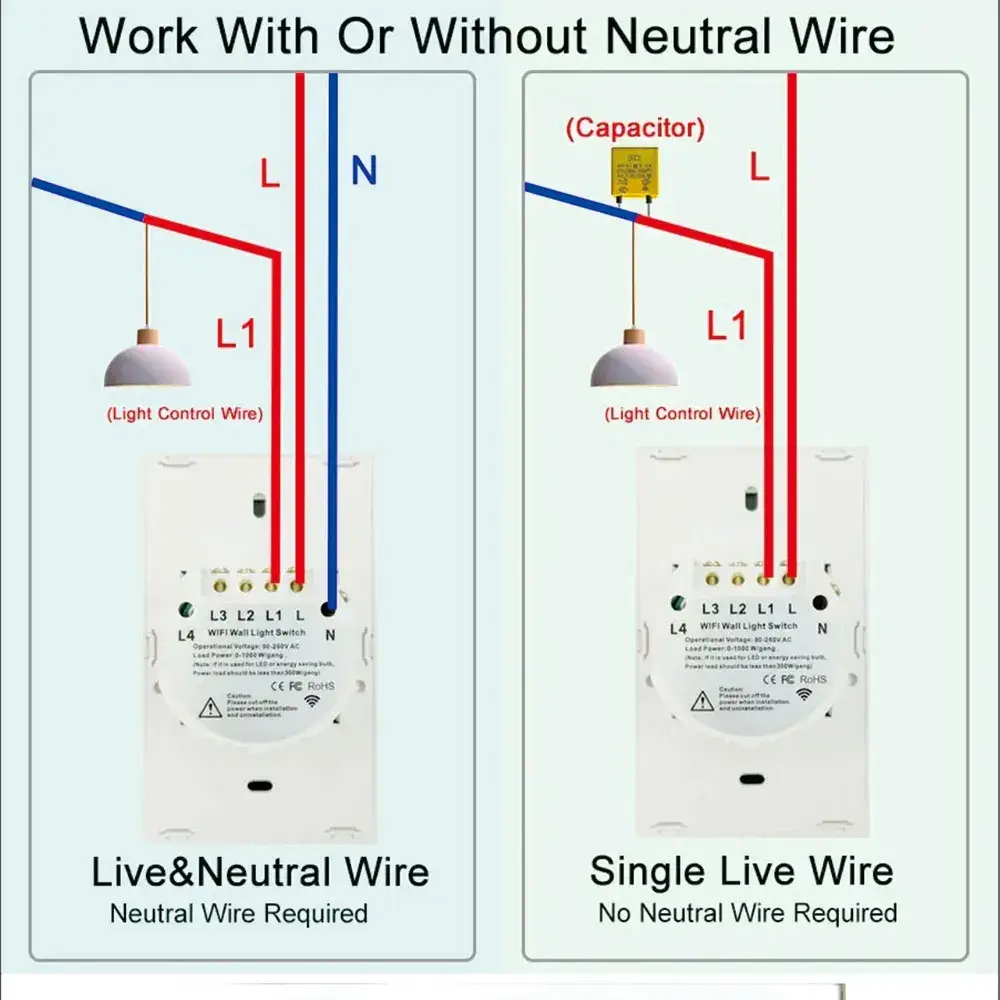 Work With Or Without Neutral Wire
L
N
L1
(Light Control Wire)
L3 L2 L1 L
L4
N
WIFI Wall Light Switch
Operational Voltage: 90-260V AC
Load Power: 0-1000 W/gang .
(Note: if it is used for LED or energy saving bulb,
Power load should be less than 300W/gang)
CE FC RoHS
Caution:
Please cut off the
power when installation
and uninstallation.
Live&Neutral Wire
Neutral Wire Required
(Capacitor)
L
L1
(Light Control Wire)
L3 L2 L1 L
L4
N
WIFI Wall Light Switch
Operational Voltage: 90-260V AC
Load Power: 0-1000 W/gang .
(Note: if it is used for LED or energy saving bulb,
Power load should be less than 300W/gang)
CE FC RoHS
Caution:
Please cut off the
power when installation
and uninstallation.
Single Live Wire
No Neutral Wire Required